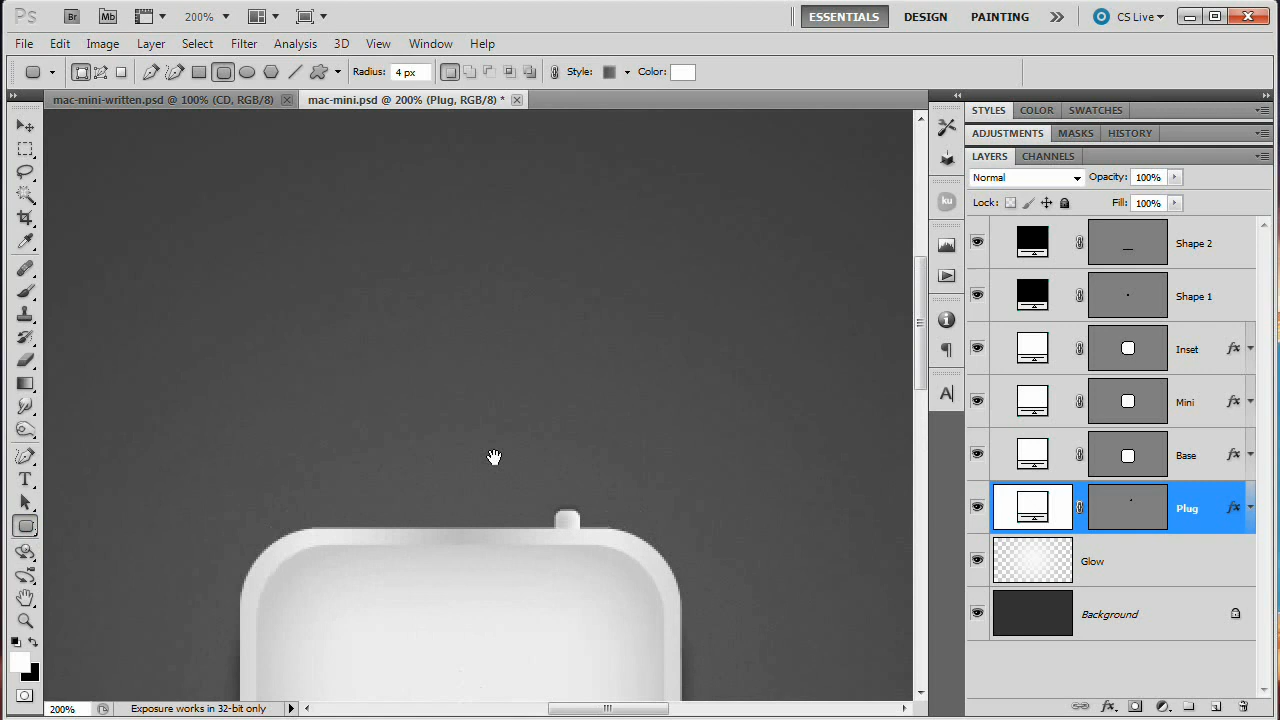 Ps Br Mb 200% ESSENTIALS DESIGN PAINTING CS Live
File Edit Image Layer Select Filter Analysis 3D View Window Help
Radius: 4 px Style: Color:
mac-mini-written.psd @ 100% (CD, RGB/8) mac-mini.psd @ 200% (Plug, RGB/8) *
STYLES COLOR SWATCHES
ADJUSTMENTS MASKS HISTORY
LAYERS CHANNELS
Normal Opacity: 100%
Lock: Fill: 100%
ku
Shape 2
Shape 1
Inset fx
Mini fx
Base fx
Plug fx
Glow
Background
200% Exposure works in 32-bit only